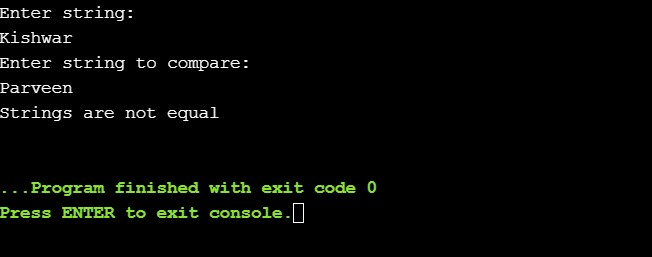 Enter string:
Kishwar
Enter string to compare:
Parveen
Strings are not equal
...Program finished with exit code 0
Press ENTER to exit console.